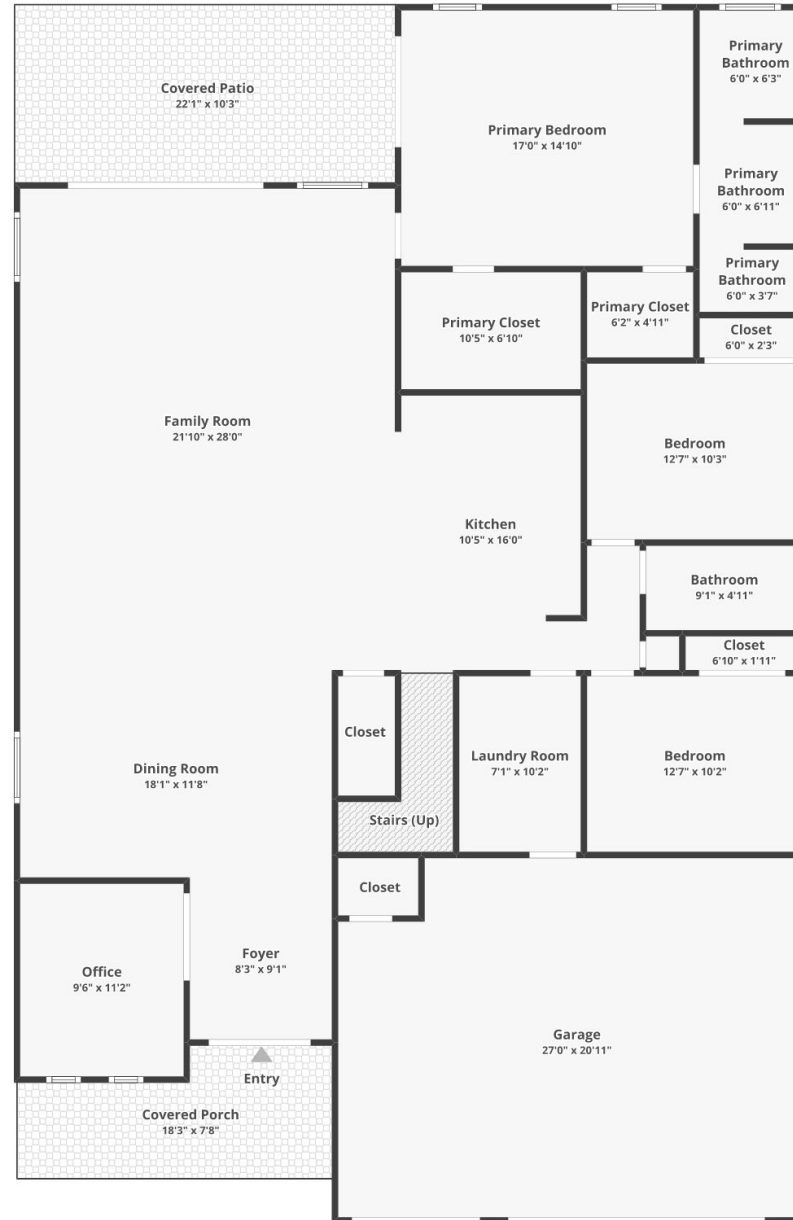 Covered Patio
22'1" x 10'3"
Primary Bedroom
17'0" x 14'10"
Primary
Bathroom
6'0" x 6'3"
Primary
Bathroom
6'0" x 6'11"
Primary
Bathroom
6'0" x 3'7"
Primary Closet
10'5" x 6'10"
Primary Closet
6'2" x 4'11"
Closet
6'0" x 2'3"
Family Room
21'10" x 28'0"
Bedroom
12'7" x 10'3"
Kitchen
10'5" x 16'0"
Bathroom
9'1" x 4'11"
Closet
6'10" x 1'11"
Closet
Laundry Room
7'1" x 10'2"
Bedroom
12'7" x 10'2"
Dining Room
18'1" x 11'8"
Stairs (Up)
Closet
Office
9'6" x 11'2"
Foyer
8'3" x 9'1"
Garage
27'0" x 20'11"
Entry
Covered Porch
18'3" x 7'8"